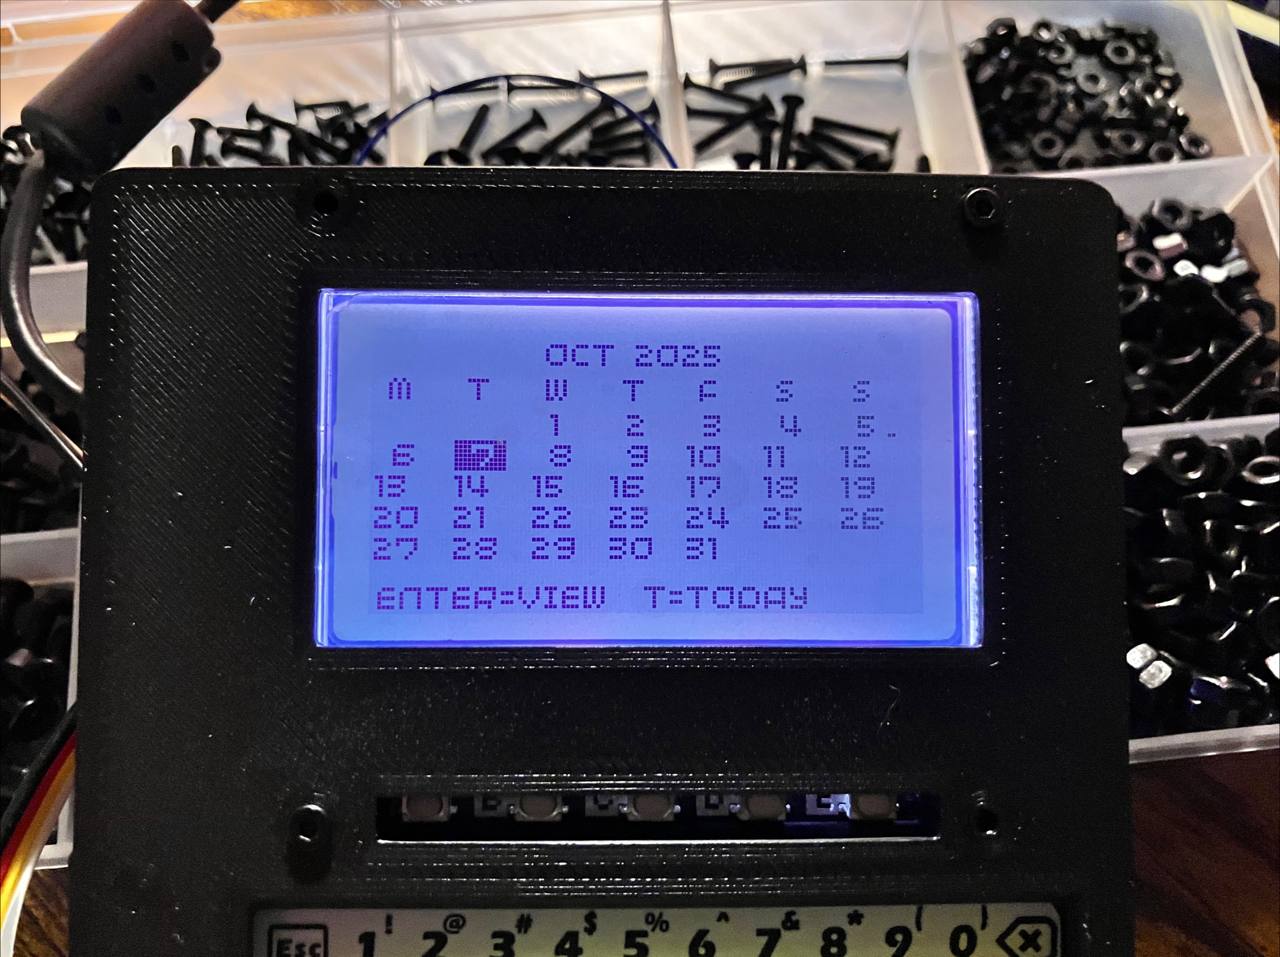 OCT 2025
M T W T F S S
1 2 3 4 5.
6 7 8 9 10 11 12
13 14 15 16 17 18 19
20 21 22 23 24 25 26
27 28 29 30 31
ENTER=VIEW T=TODAY
B C D E
! @ # $ % ^ & * ( )
Esc 1 2 3 4 5 6 7 8 9 0